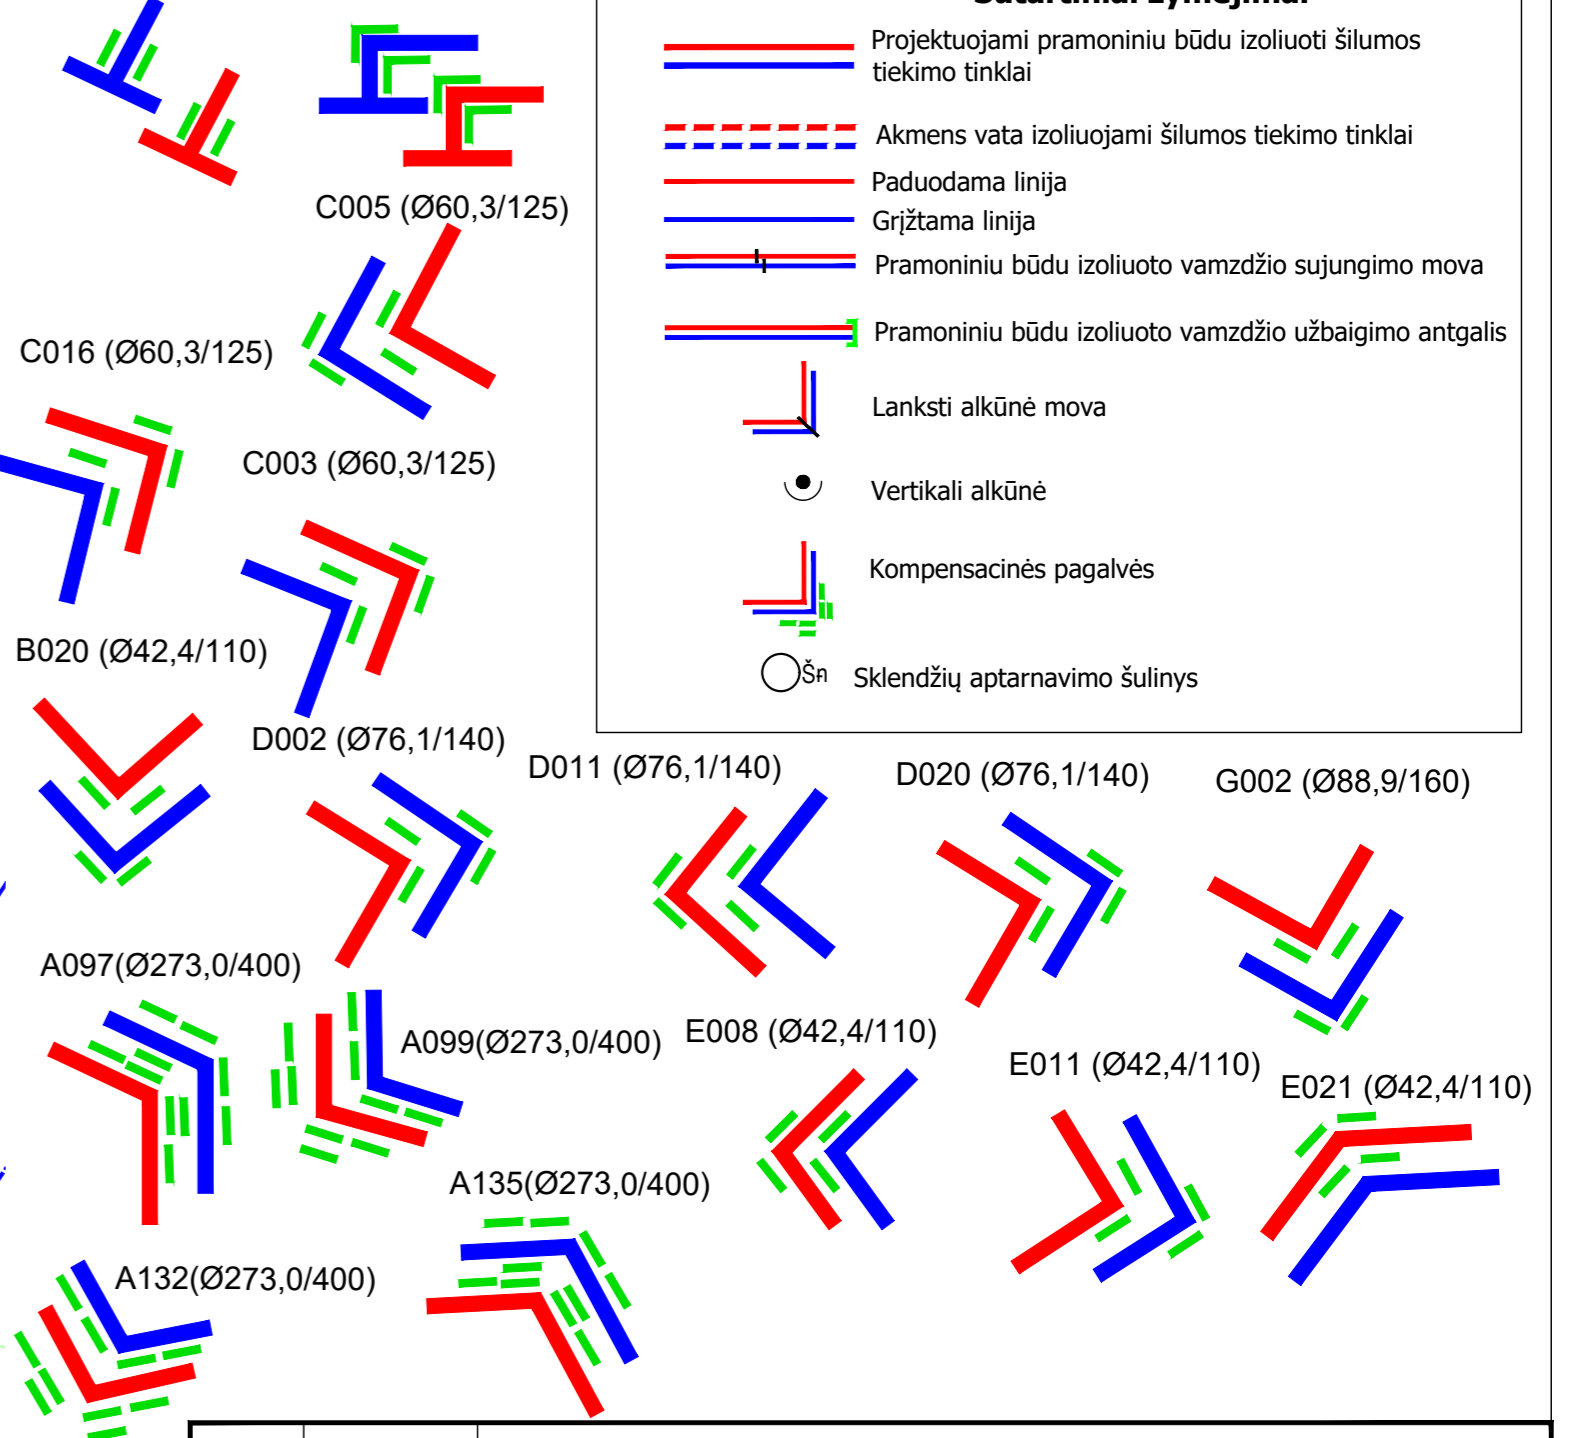 Projektuojami pramoniniu būdu izoliuoti šilumos
tiekimo tinklai
Akmens vata izoliuojami šilumos tiekimo tinklai
Paduodama linija
Grįžtama linija
Pramoniniu būdu izoliuoto vamzdžio sujungimo mova
Pramoniniu būdu izoliuoto vamzdžio užbaigimo antgalis
Lanksti alkūnė mova
Vertikali alkūnė
Kompensacinės pagalvės
Sklendžių aptarnavimo šulinys
C005 (Ø60,3/125)
C016 (Ø60,3/125)
C003 (Ø60,3/125)
B020 (Ø42,4/110)
D002 (Ø76,1/140)
D011 (Ø76,1/140)
D020 (Ø76,1/140)
G002 (Ø88,9/160)
A097(Ø273,0/400)
A099(Ø273,0/400)
E008 (Ø42,4/110)
E011 (Ø42,4/110)
E021 (Ø42,4/110)
A135(Ø273,0/400)
A132(Ø273,0/400)